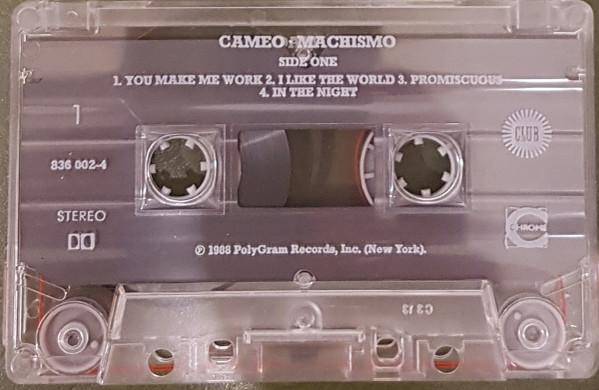 CAMEO : MACHISMO
SIDE ONE
1. YOU MAKE ME WORK 2. I LIKE THE WORLD 3. PROMISCUOUS
4. IN THE NIGHT
1
CLUB
836 002-4
STEREO
CHROME
℗ 1988 PolyGram Records, Inc. (New York).